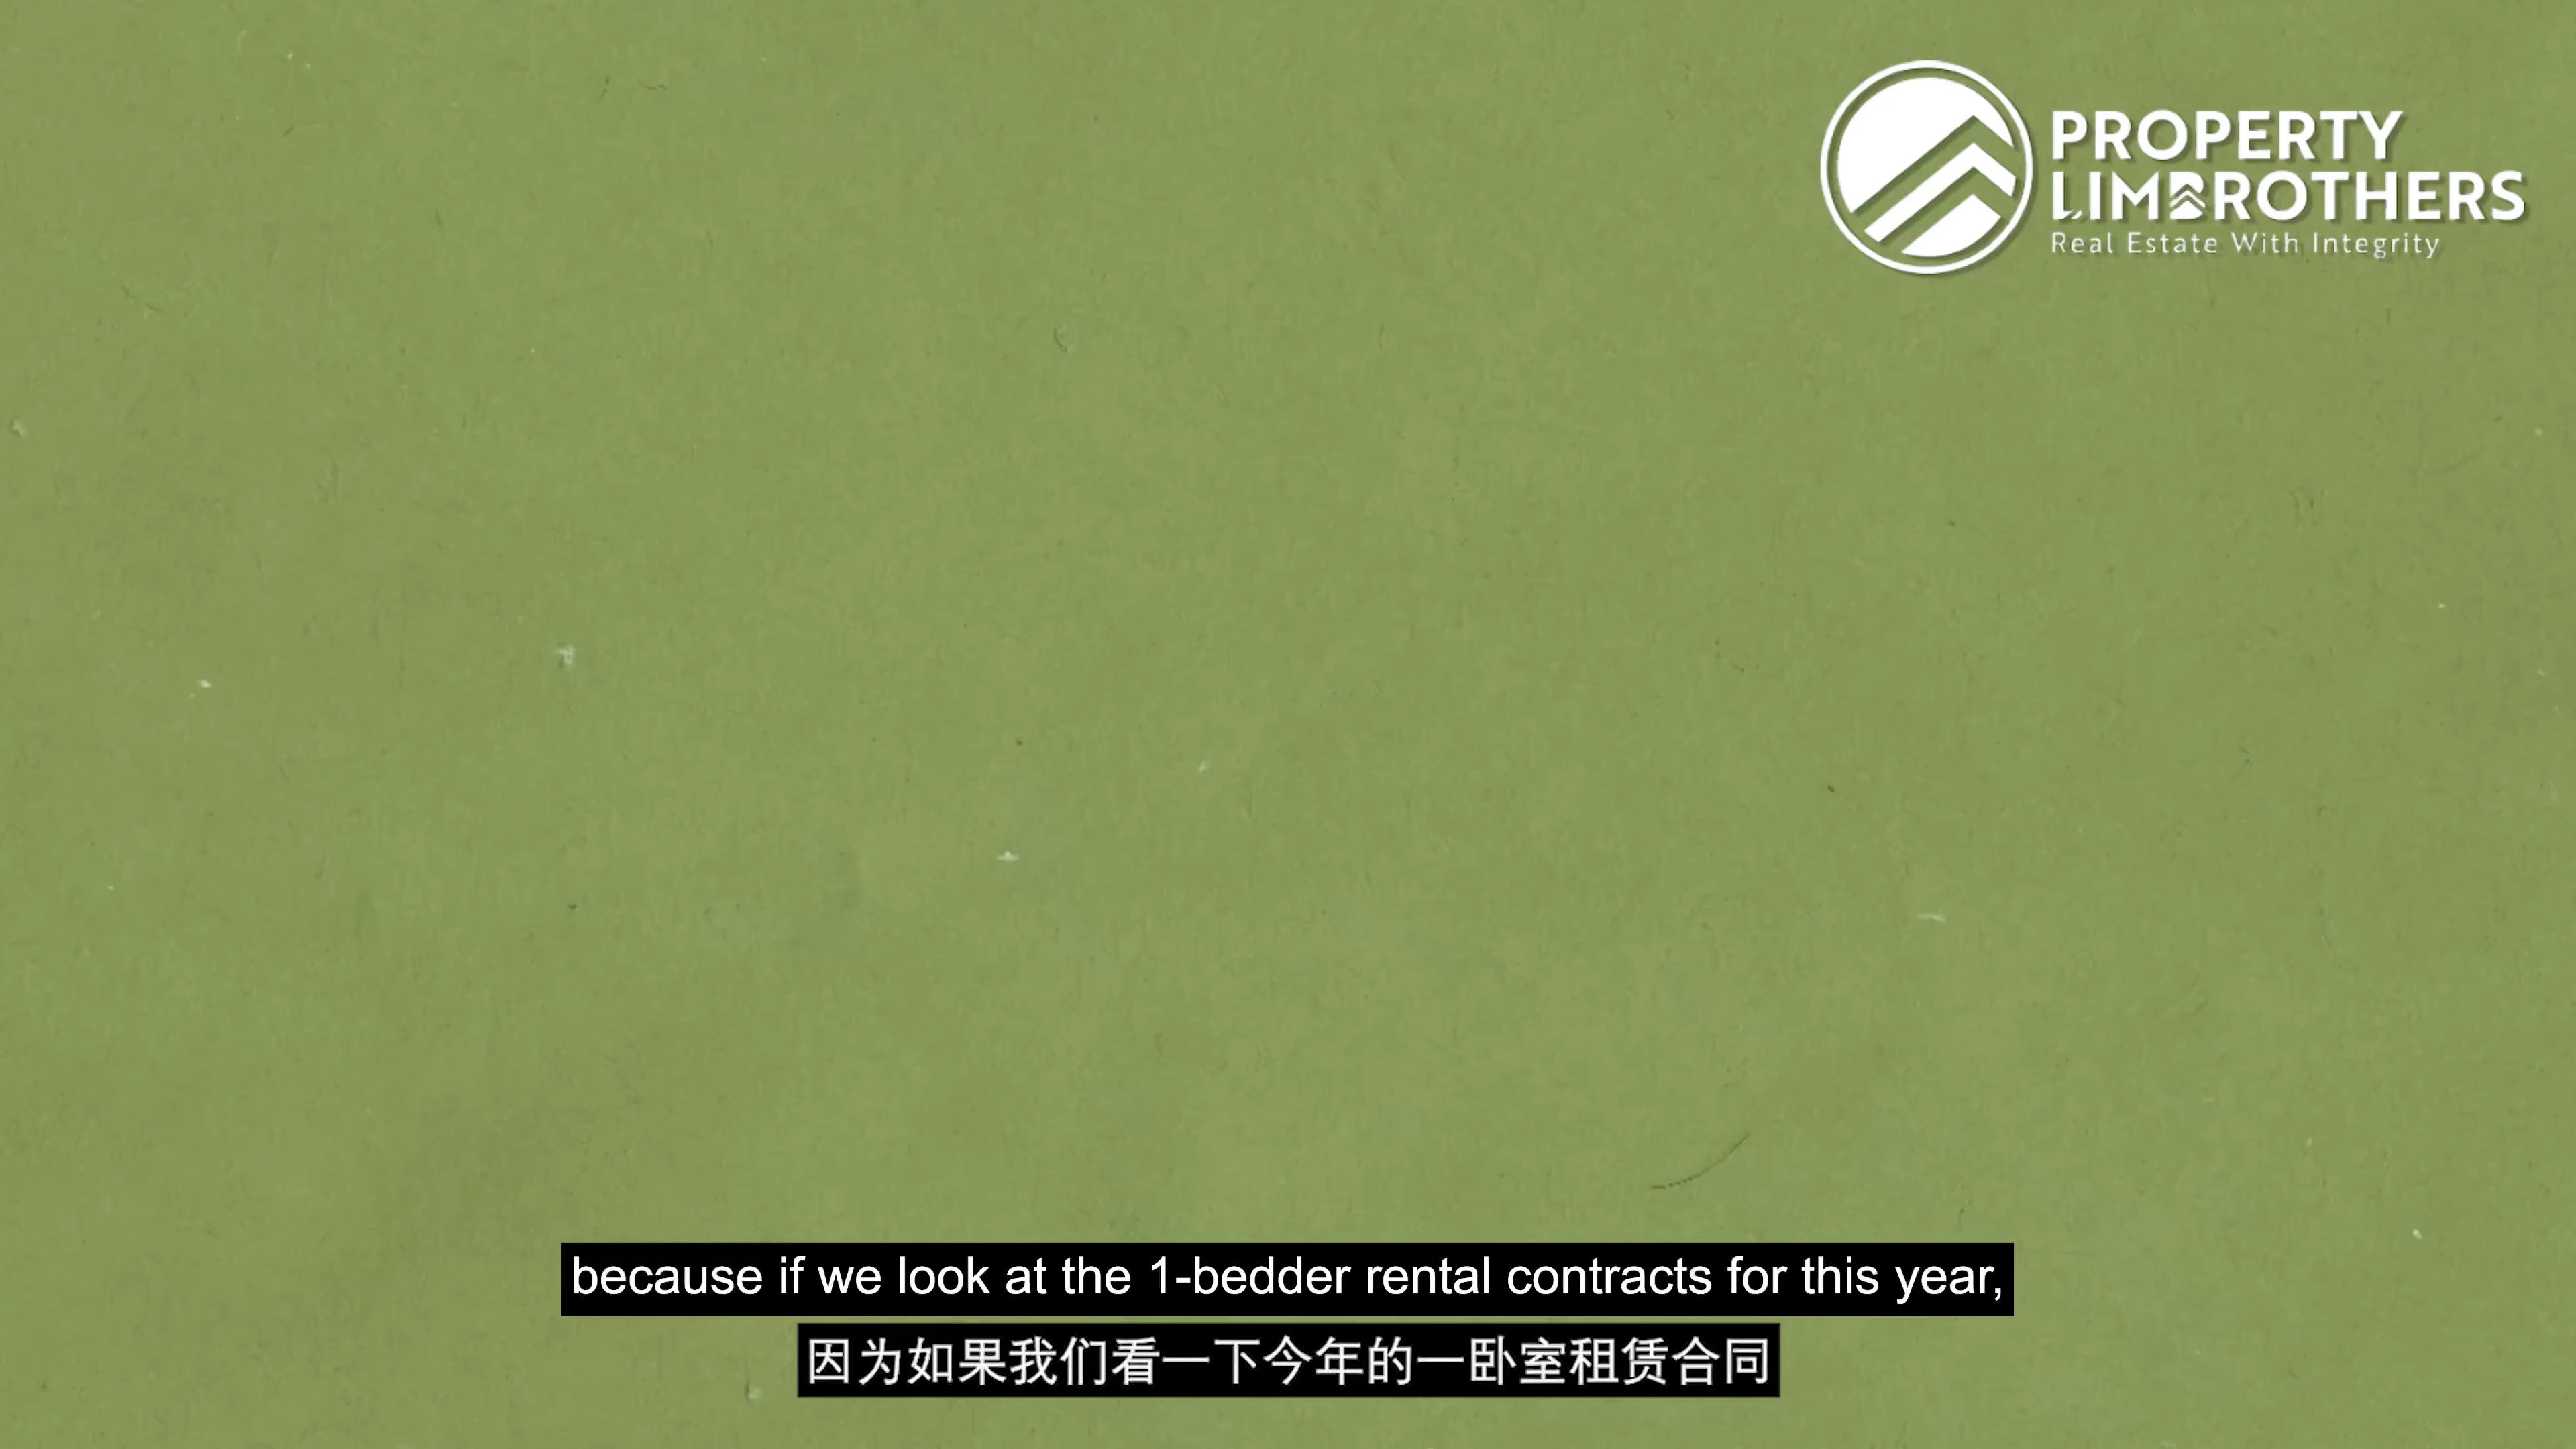 PROPERTY
LIMBROTHERS
Real Estate With Integrity
because if we look at the 1-bedder rental contracts for this year,
因为如果我们看一下今年的一卧室租赁合同